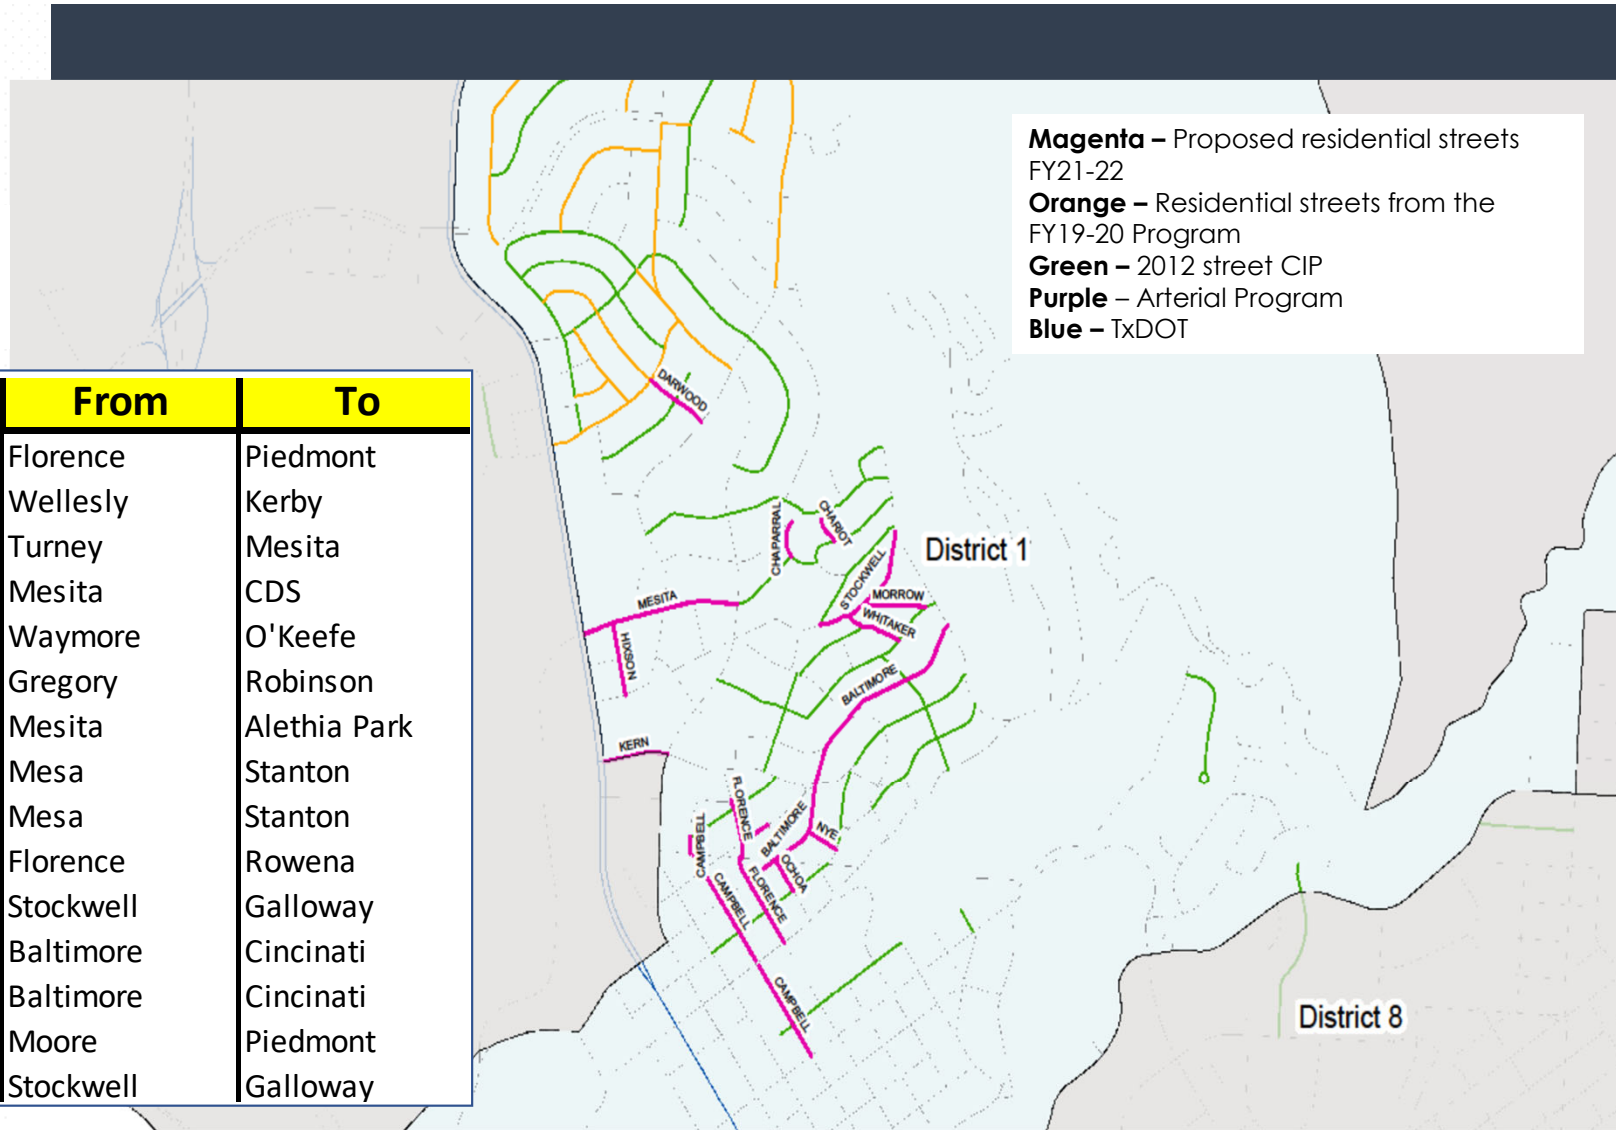 Magenta – Proposed residential streets
FY21-22
Orange – Residential streets from the
FY19-20 Program
Green – 2012 street CIP
Purple – Arterial Program
Blue – TxDOT
From To
Florence Piedmont
Wellesly Kerby
Turney Mesita
Mesita CDS
Waymore O'Keefe
Gregory Robinson
Mesita Alethia Park
Mesa Stanton
Mesa Stanton
Florence Rowena
Stockwell Galloway
Baltimore Cincinati
Baltimore Cincinati
Moore Piedmont
Stockwell Galloway
DARWOOD
CHAPARRAL
CHARIOT
District 1
STOCKWELL
MESITA
MORROW
WHITAKER
HIXSON
BALTIMORE
KERN
FLORENCE
CAMPBELL
BALTIMORE
NYE
OCHOA
FLORENCE
CAMPBELL
CAMPBELL
District 8